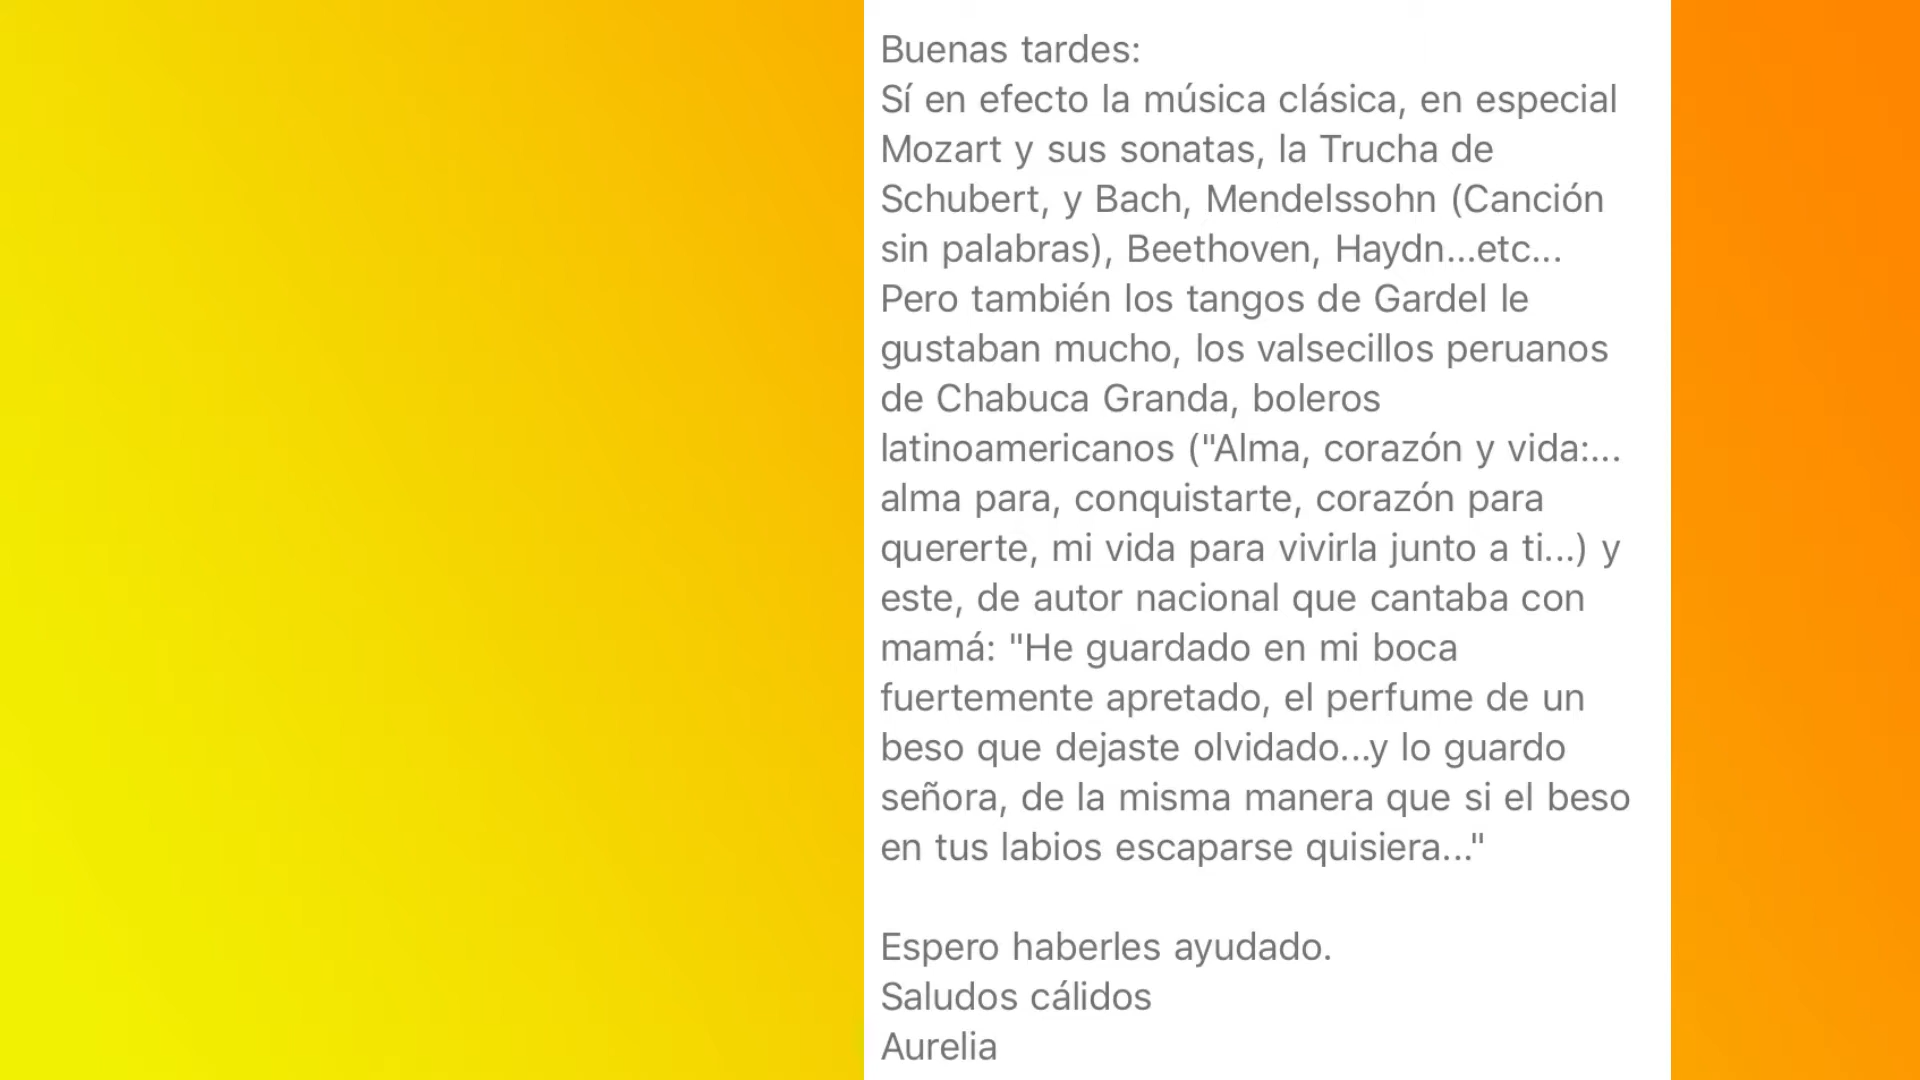 Buenas tardes:
Sí en efecto la música clásica, en especial
Mozart y sus sonatas, la Trucha de
Schubert, y Bach, Mendelssohn (Canción
sin palabras), Beethoven, Haydn...etc...
Pero también los tangos de Gardel le
gustaban mucho, los valsecillos peruanos
de Chabuca Granda, boleros
latinoamericanos ("Alma, corazón y vida:...
alma para, conquistarte, corazón para
quererte, mi vida para vivirla junto a ti...) y
este, de autor nacional que cantaba con
mamá: "He guardado en mi boca
fuertemente apretado, el perfume de un
beso que dejaste olvidado...y lo guardo
señora, de la misma manera que si el beso
en tus labios escaparse quisiera..."
Espero haberles ayudado.
Saludos cálidos
Aurelia